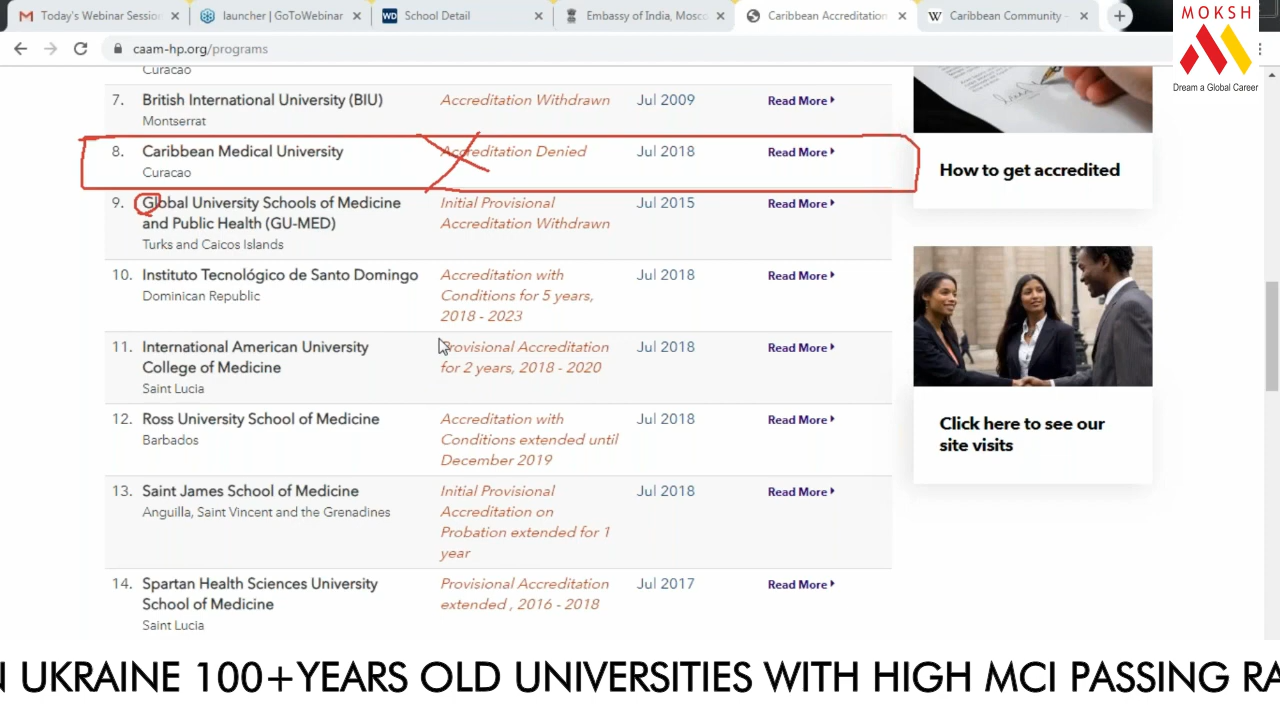 Today's Webinar Sessio
launcher | GoToWebinar
WD School Detail
Embassy of India, Mosco
Caribbean Accreditation
W Caribbean Community -
MOKSH
Dream a Global Career
caam-hp.org/programs
Curacao
7. British International University (BIU) Accreditation Withdrawn Jul 2009 Read More
Montserrat
8. Caribbean Medical University Accreditation Denied Jul 2018 Read More
Curacao
9. Global University Schools of Medicine Initial Provisional Jul 2015 Read More
and Public Health (GU-MED) Accreditation Withdrawn
Turks and Caicos Islands
10. Instituto Tecnológico de Santo Domingo Accreditation with Jul 2018 Read More
Dominican Republic Conditions for 5 years,
2018 - 2023
11. International American University Provisional Accreditation Jul 2018 Read More
College of Medicine for 2 years, 2018 - 2020
Saint Lucia
12. Ross University School of Medicine Accreditation with Jul 2018 Read More
Barbados Conditions extended until
December 2019
13. Saint James School of Medicine Initial Provisional Jul 2018 Read More
Anguilla, Saint Vincent and the Grenadines Accreditation on
Probation extended for 1
year
14. Spartan Health Sciences University Provisional Accreditation Jul 2017 Read More
School of Medicine extended , 2016 - 2018
Saint Lucia
How to get accredited
Click here to see our
site visits
N UKRAINE 100+YEARS OLD UNIVERSITIES WITH HIGH MCI PASSING RA